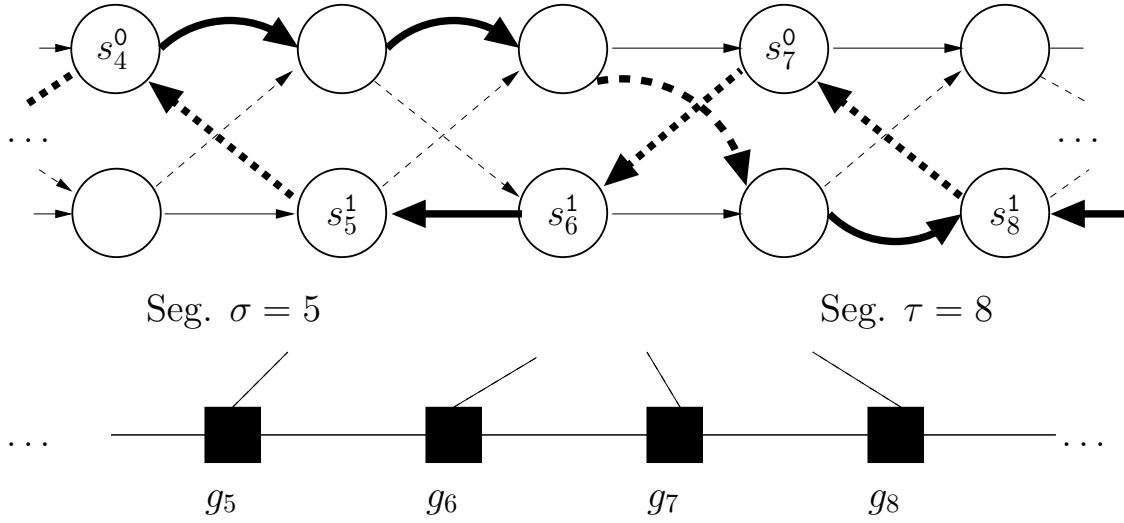 s_4^0 s_7^0
... ...
s_5^1 s_6^1 s_8^1
Seg. σ = 5 Seg. τ = 8
... ...
g_5 g_6 g_7 g_8